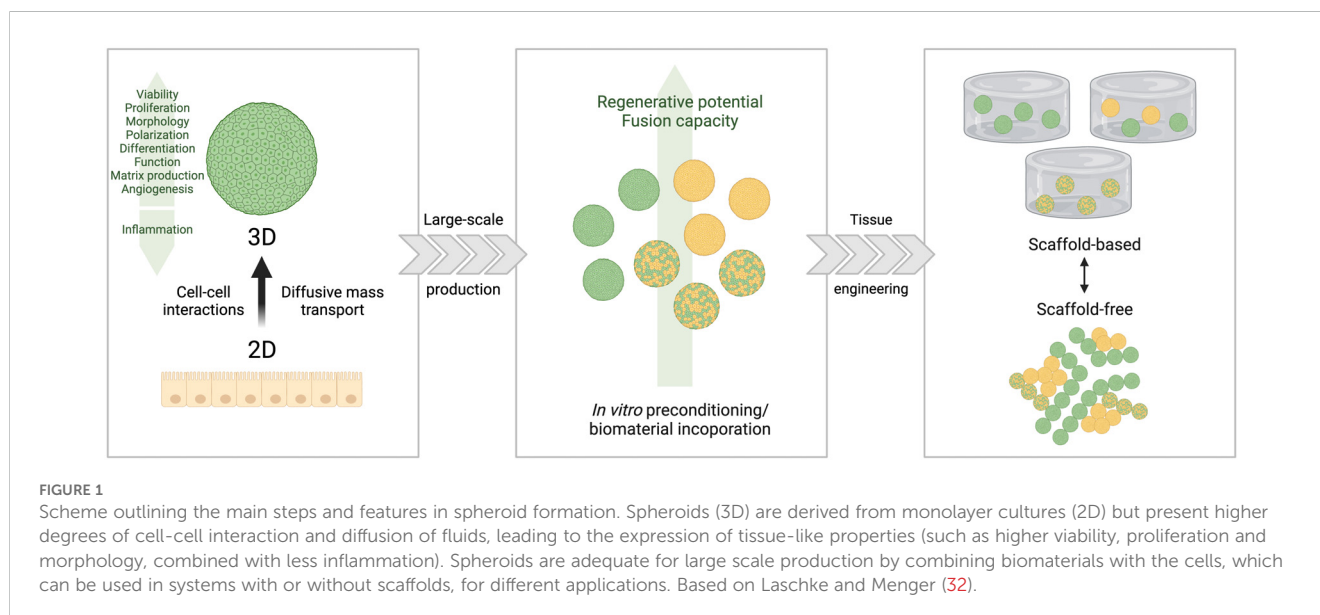 Viability
Proliferation
Morphology
Polarization
Differentiation
Function
Matrix production
Angiogenesis
Inflammation
3D
Cell-cell
interactions
Diffusive mass
transport
2D
Large-scale
production
Regenerative potential
Fusion capacity
In vitro preconditioning/
biomaterial incoporation
Tissue
engineering
Scaffold-based
Scaffold-free
FIGURE 1
Scheme outlining the main steps and features in spheroid formation. Spheroids (3D) are derived from monolayer cultures (2D) but present higher
degrees of cell-cell interaction and diffusion of fluids, leading to the expression of tissue-like properties (such as higher viability, proliferation and
morphology, combined with less inflammation). Spheroids are adequate for large scale production by combining biomaterials with the cells, which
can be used in systems with or without scaffolds, for different applications. Based on Laschke and Menger (32).